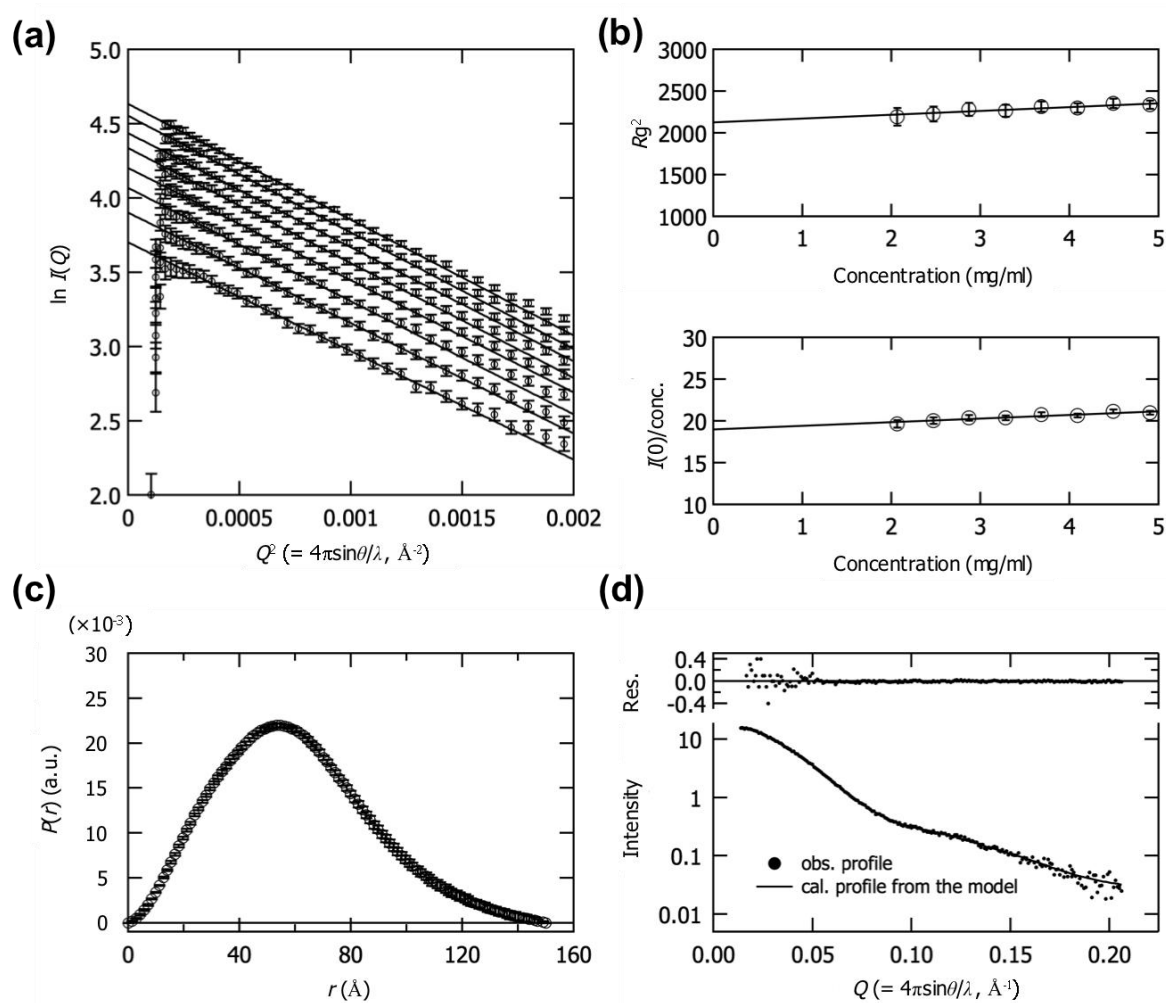 (a)
5.0
4.5
4.0
3.5
3.0
2.5
2.0
ln I(Q)
0 0.0005 0.001 0.0015 0.002
Q² (= 4πsinθ/λ, Å⁻²)
(b)
3000
2500
2000
1500
1000
Rg²
0 1 2 3 4 5
Concentration (mg/ml)
30
25
20
15
10
I(0)/conc.
0 1 2 3 4 5
Concentration (mg/ml)
(c)
(×10⁻³)
30
25
20
15
10
5
0
P(r) (a.u.)
0 40 80 120 160
r (Å)
(d)
0.4
0.0
-0.4
Res.
10
1
0.1
0.01
Intensity
obs. profile
cal. profile from the model
0.00 0.05 0.10 0.15 0.20
Q (= 4πsinθ/λ, Å⁻¹)